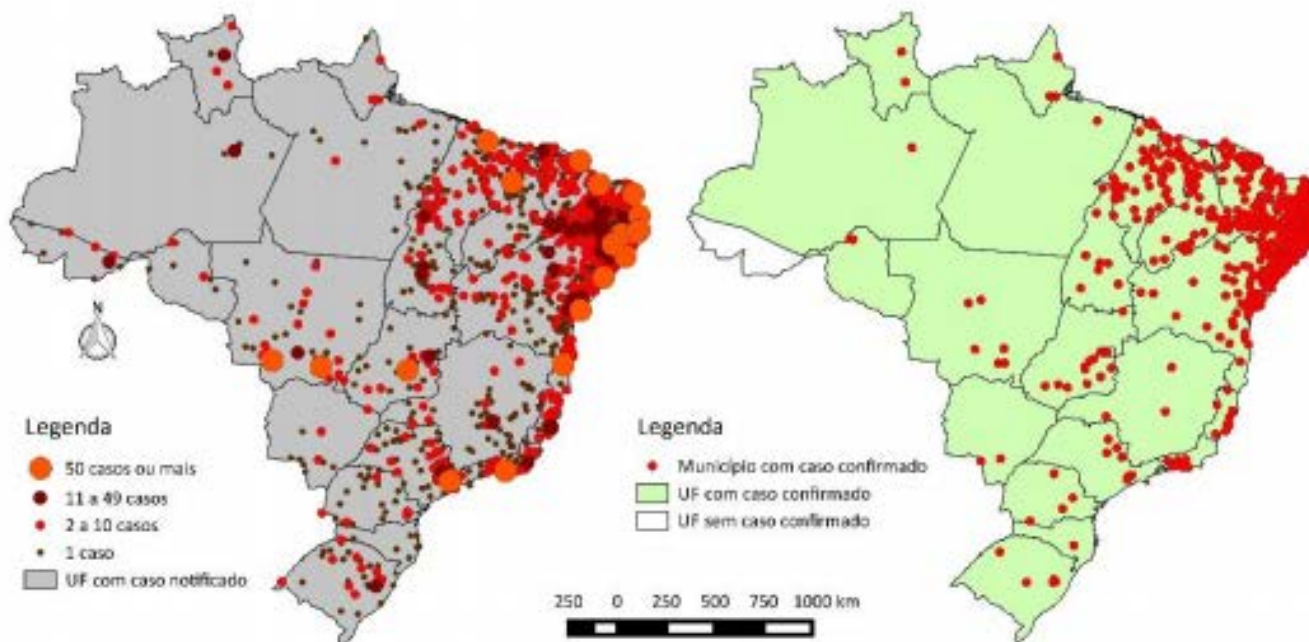 N
Legenda
50 casos ou mais
11 a 49 casos
2 a 10 casos
1 caso
UF com caso notificado
250 0 250 500 750 1000 km
Legenda
Município com caso confirmado
UF com caso confirmado
UF sem caso confirmado